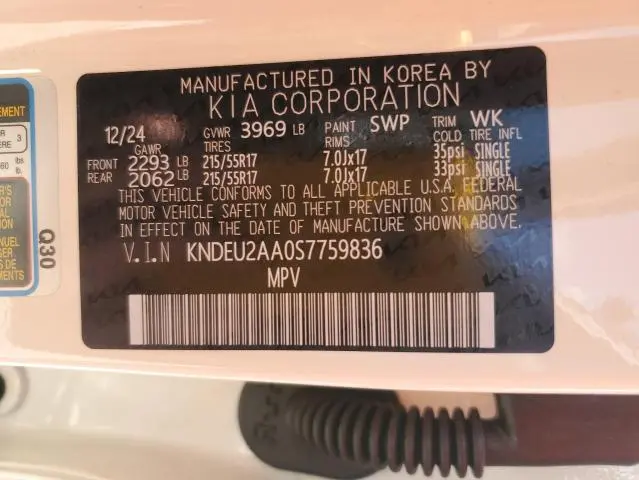 MANUFACTURED IN KOREA BY
KIA CORPORATION
12/24 GVWR 3969 LB PAINT SWP TRIM WK
GAWR TIRES RIMS COLD TIRE INFL
FRONT 2293 LB 215/55R17 7.0Jx17 35psi SINGLE
REAR 2062 LB 215/55R17 7.0Jx17 33psi SINGLE
THIS VEHICLE CONFORMS TO ALL APPLICABLE U.S.A. FEDERAL
MOTOR VEHICLE SAFETY AND THEFT PREVENTION STANDARDS
IN EFFECT ON THE DATE OF MANUFACTURE SHOWN ABOVE.
V.I.N KNDEU2AA0S7759836
MPV
3
lbs
Q30